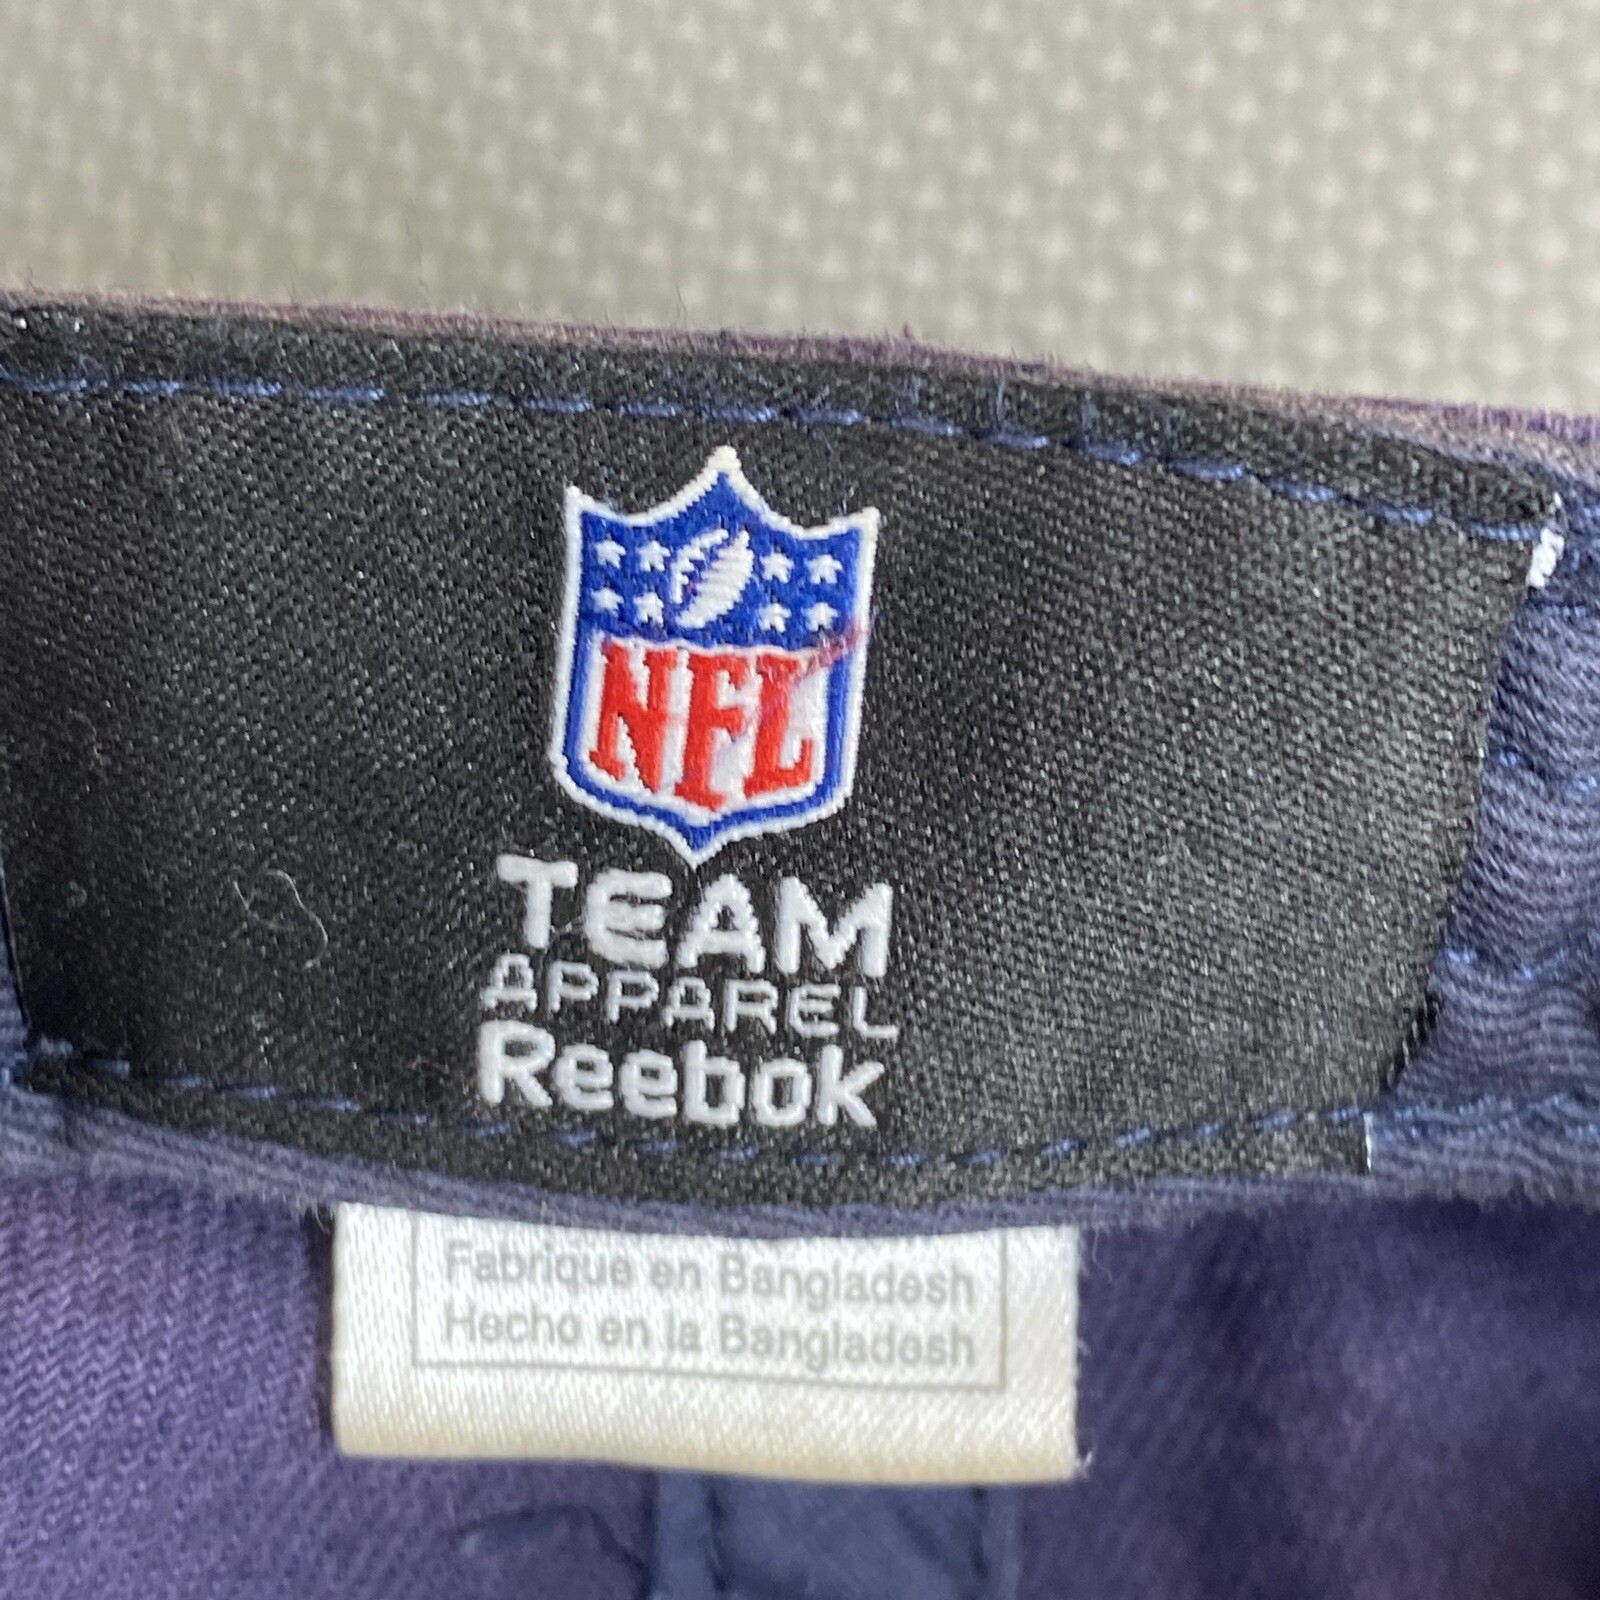 NFL
TEAM
APPAREL
Reebok
Fabrique en Bangladesh
Hecho en la Bangladesh